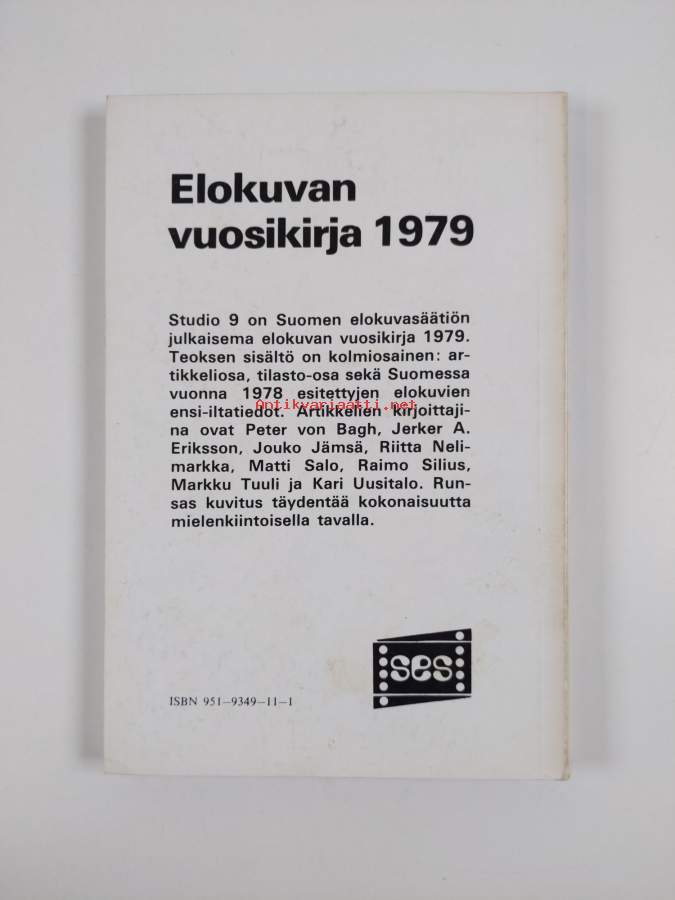 Elokuvan
vuosikirja 1979
Studio 9 on Suomen elokuvasäätiön
julkaisema elokuvan vuosikirja 1979.
Teoksen sisältö on kolmiosainen: ar-
tikkeliosa, tilasto-osa sekä Suomessa
vuonna 1978 esitettyjen elokuvien
ensi-iltatiedot. Artikkelien kirjoittaji-
Antikvariaatti.net
na ovat Peter von Bagh, Jerker A.
Eriksson, Jouko Jämsä, Riitta Neli-
markka, Matti Salo, Raimo Silius,
Markku Tuuli ja Kari Uusitalo. Run-
sas kuvitus täydentää kokonaisuutta
mielenkiintoisella tavalla.
ses
ISBN 951–9349–11–1